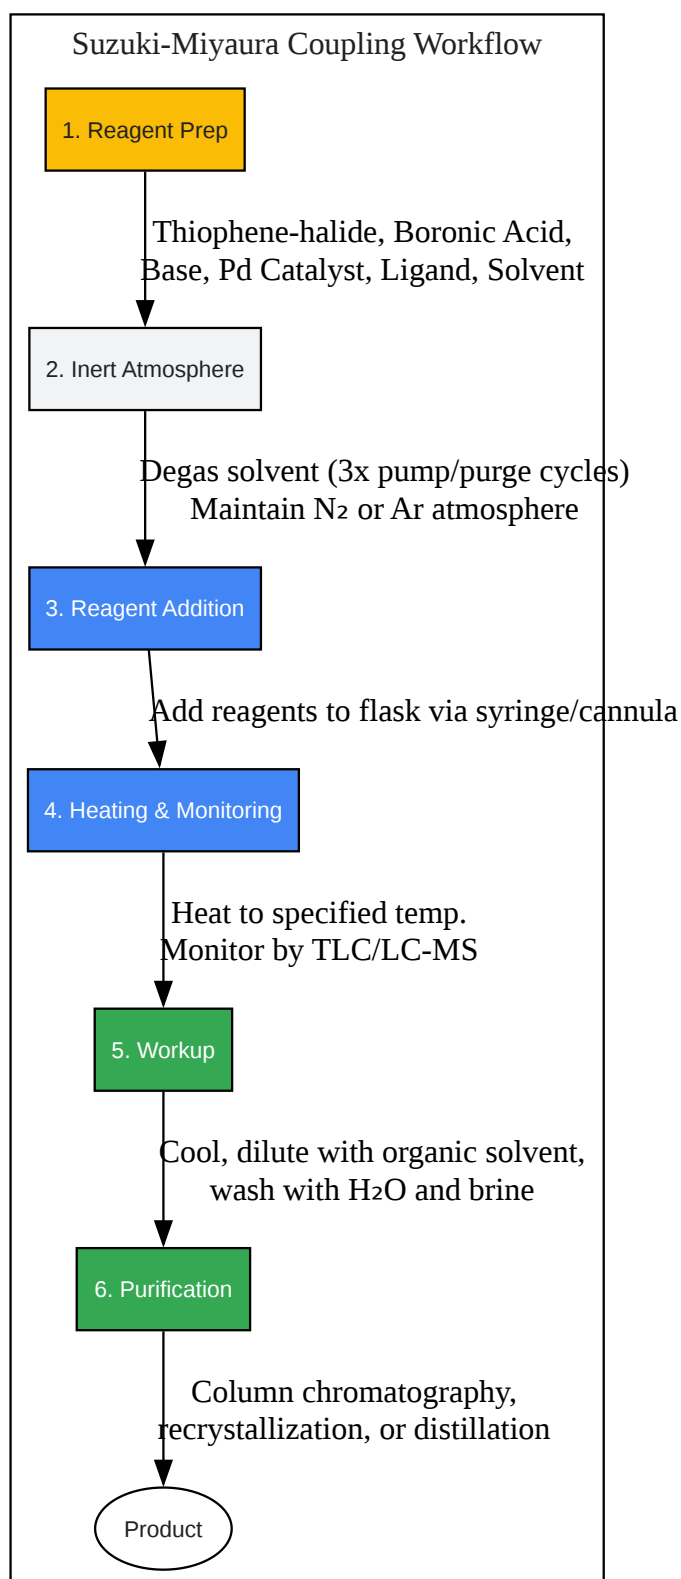 Suzuki-Miyaura Coupling Workflow
1. Reagent Prep
Thiophene-halide, Boronic Acid,
Base, Pd Catalyst, Ligand, Solvent
2. Inert Atmosphere
Degas solvent (3x pump/purge cycles)
Maintain N₂ or Ar atmosphere
3. Reagent Addition
Add reagents to flask via syringe/cannula
4. Heating & Monitoring
Heat to specified temp.
Monitor by TLC/LC-MS
5. Workup
Cool, dilute with organic solvent,
wash with H₂O and brine
6. Purification
Column chromatography,
recrystallization, or distillation
Product